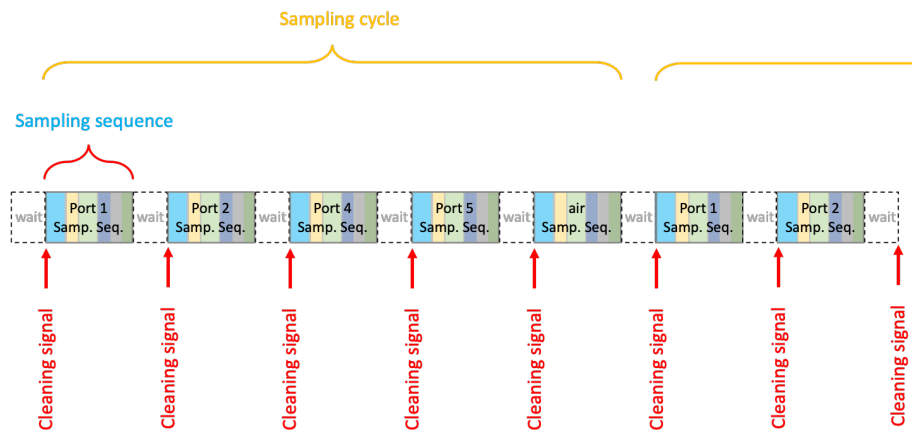 Sampling cycle
Sampling sequence
wait
Port 1
Samp. Seq.
wait
Port 2
Samp. Seq.
wait
Port 4
Samp. Seq.
wait
Port 5
Samp. Seq.
wait
air
Samp. Seq.
wait
Port 1
Samp. Seq.
wait
Port 2
Samp. Seq.
wait
Cleaning signal
Cleaning signal
Cleaning signal
Cleaning signal
Cleaning signal
Cleaning signal
Cleaning signal
Cleaning signal